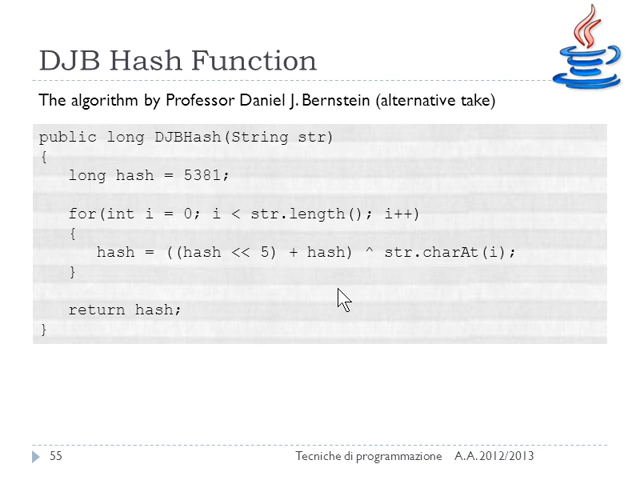 DJB Hash Function
The algorithm by Professor Daniel J. Bernstein (alternative take)
public long DJBHash(String str)
{
long hash = 5381;
for(int i = 0; i < str.length(); i++)
{
hash = ((hash << 5) + hash) ^ str.charAt(i);
}
return hash;
}
55 Tecniche di programmazione A.A. 2012/2013